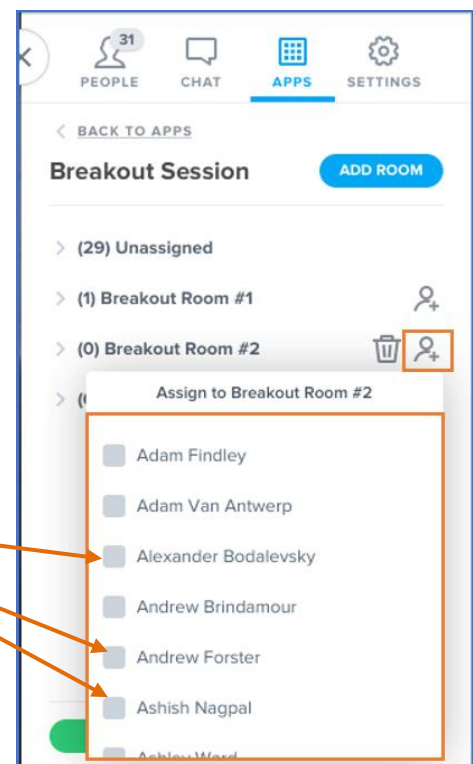 31
PEOPLE CHAT APPS SETTINGS
BACK TO APPS
Breakout Session ADD ROOM
(29) Unassigned
(1) Breakout Room #1
(0) Breakout Room #2
Assign to Breakout Room #2
Adam Findley
Adam Van Antwerp
Alexander Bodalevsky
Andrew Brindamour
Andrew Forster
Ashish Nagpal
Ashley Ward